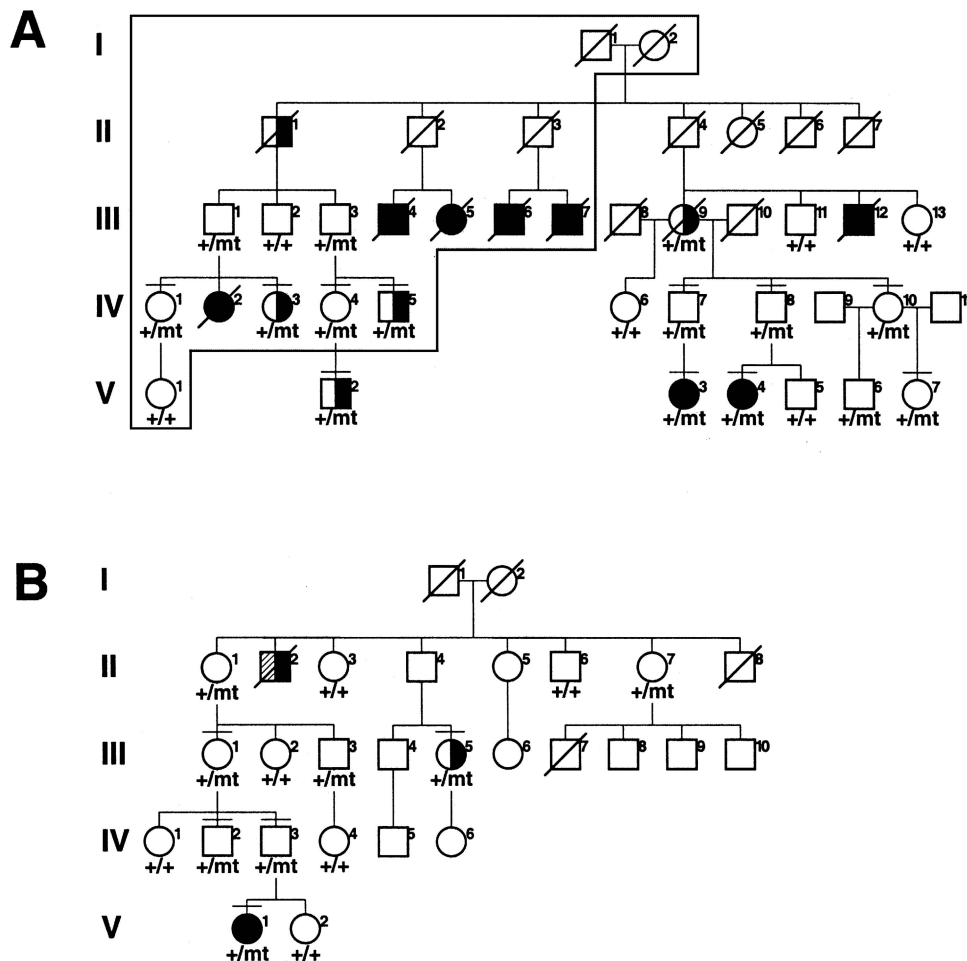 A
I
1 2
II
1 2 3 4 5 6 7
III
1 2 3 4 5 6 7 8 9 10 11 12 13
+/mt +/+ +/mt +/mt +/+ +/+
IV
1 2 3 4 5 6 7 8 9 10 1
+/mt +/mt +/mt +/mt +/+ +/mt +/mt +/mt
V
1 2 3 4 5 6 7
+/+ +/mt +/mt +/mt +/+ +/mt +/mt
B
I
1 2
II
1 2 3 4 5 6 7 8
+/mt +/+ +/+ +/mt
III
1 2 3 4 5 6 7 8 9 10
+/mt +/+ +/mt +/mt
IV
1 2 3 4 5 6
+/+ +/mt +/mt +/+
V
1 2
+/mt +/+